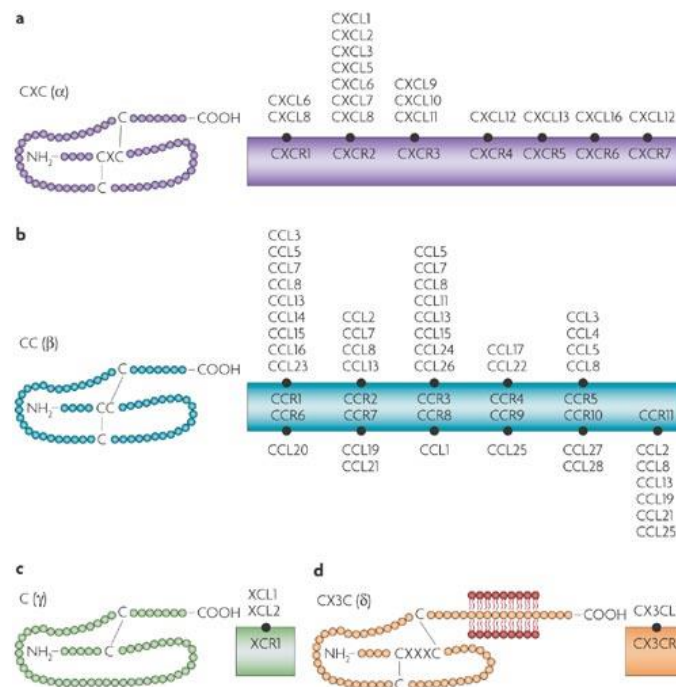 a
CXC (α)
C
COOH
NH2
CXC
C
CXCL6
CXCL8
CXCL1
CXCL2
CXCL3
CXCL5
CXCL6
CXCL7
CXCL8
CXCL9
CXCL10
CXCL11
CXCL12
CXCL13
CXCL16
CXCL12
CXCR1
CXCR2
CXCR3
CXCR4
CXCR5
CXCR6
CXCR7
b
CC (β)
C
COOH
NH2
CC
C
CCL3
CCL5
CCL7
CCL8
CCL13
CCL14
CCL15
CCL16
CCL23
CCL2
CCL7
CCL8
CCL13
CCL5
CCL7
CCL8
CCL11
CCL13
CCL15
CCL24
CCL26
CCL17
CCL22
CCL3
CCL4
CCL5
CCL8
CCR1
CCR2
CCR3
CCR4
CCR5
CCR6
CCR7
CCR8
CCR9
CCR10
CCR11
CCL20
CCL19
CCL21
CCL1
CCL25
CCL27
CCL28
CCL2
CCL8
CCL13
CCL19
CCL21
CCL25
c
C (γ)
C
COOH
NH2
C
XCL1
XCL2
XCR1
d
CX3C (δ)
C
COOH
NH2
CXXXC
C
CX3CL
CX3CR